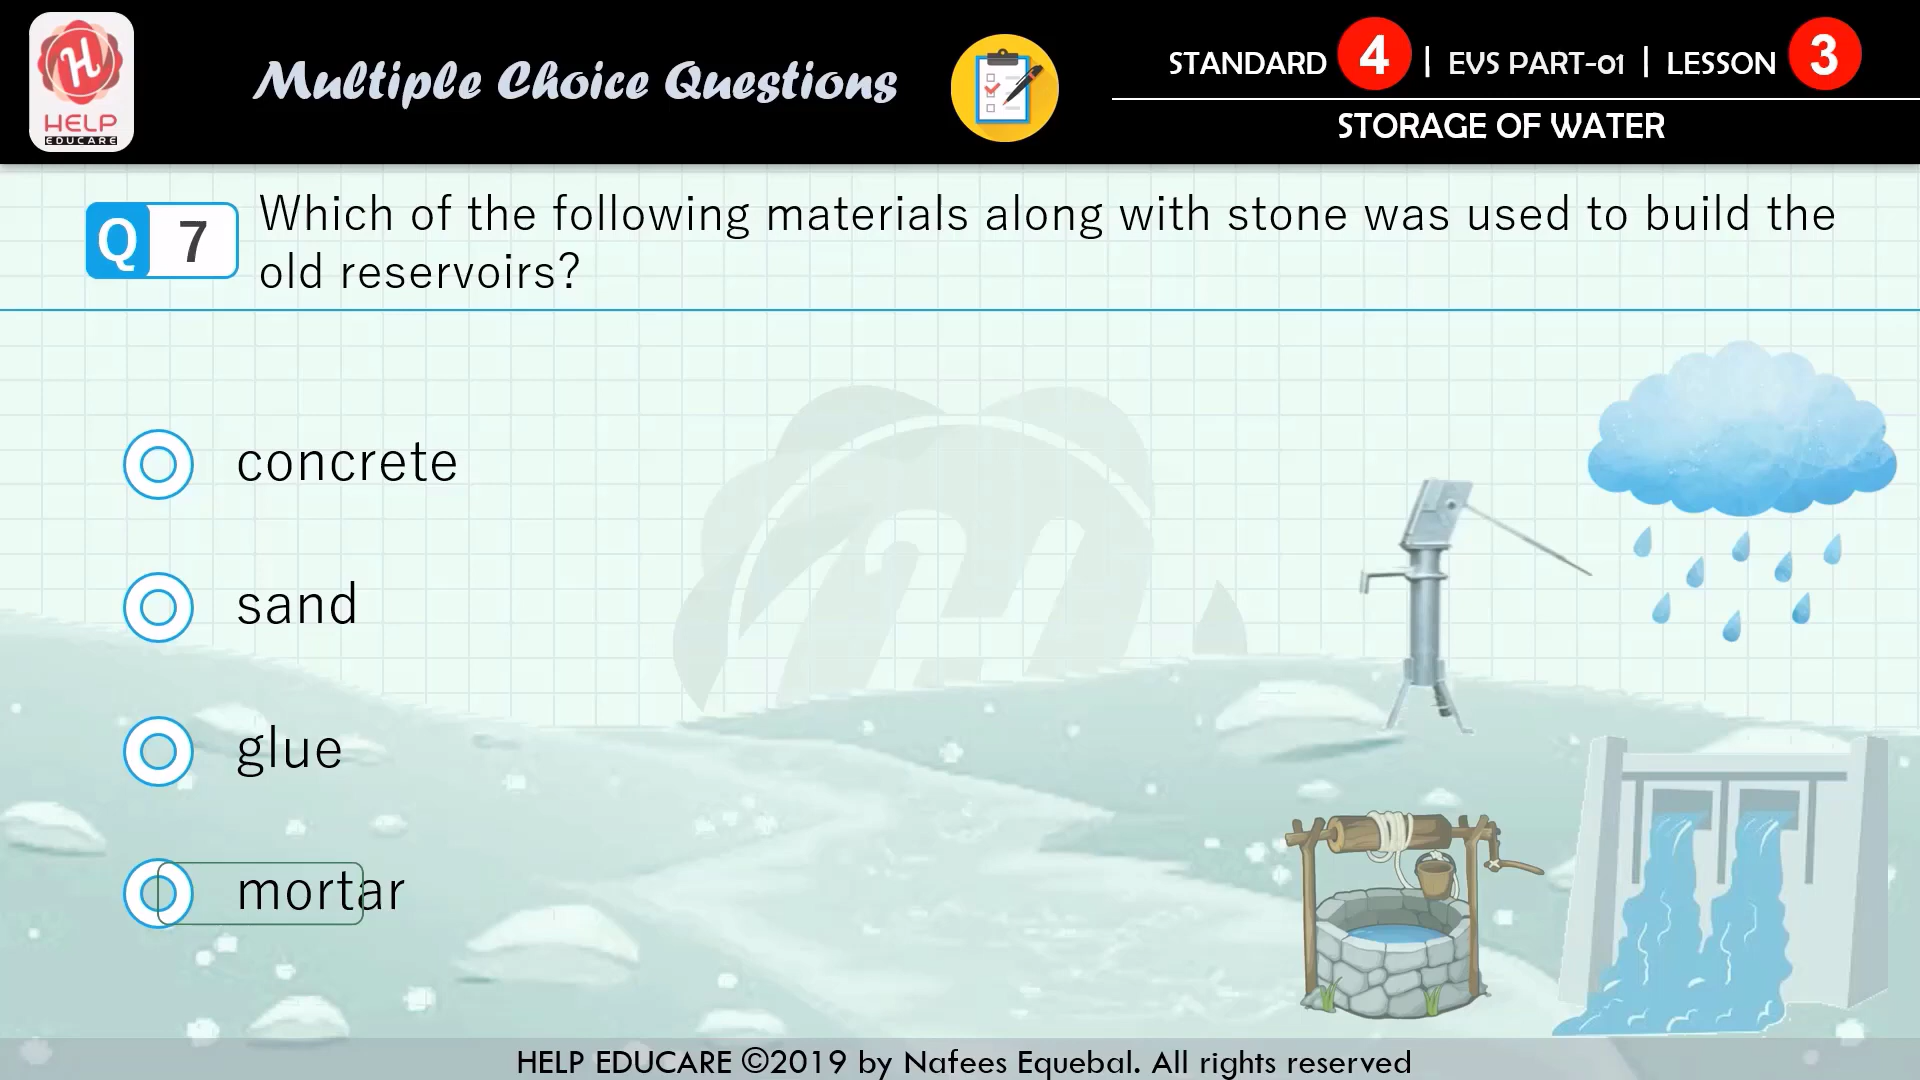 H
HELP
EDUCARE
Multiple Choice Questions
STANDARD 4 | EVS PART-01 | LESSON 3
STORAGE OF WATER
Q 7
Which of the following materials along with stone was used to build the
old reservoirs?
concrete
sand
glue
mortar
HELP EDUCARE ©2019 by Nafees Equebal. All rights reserved